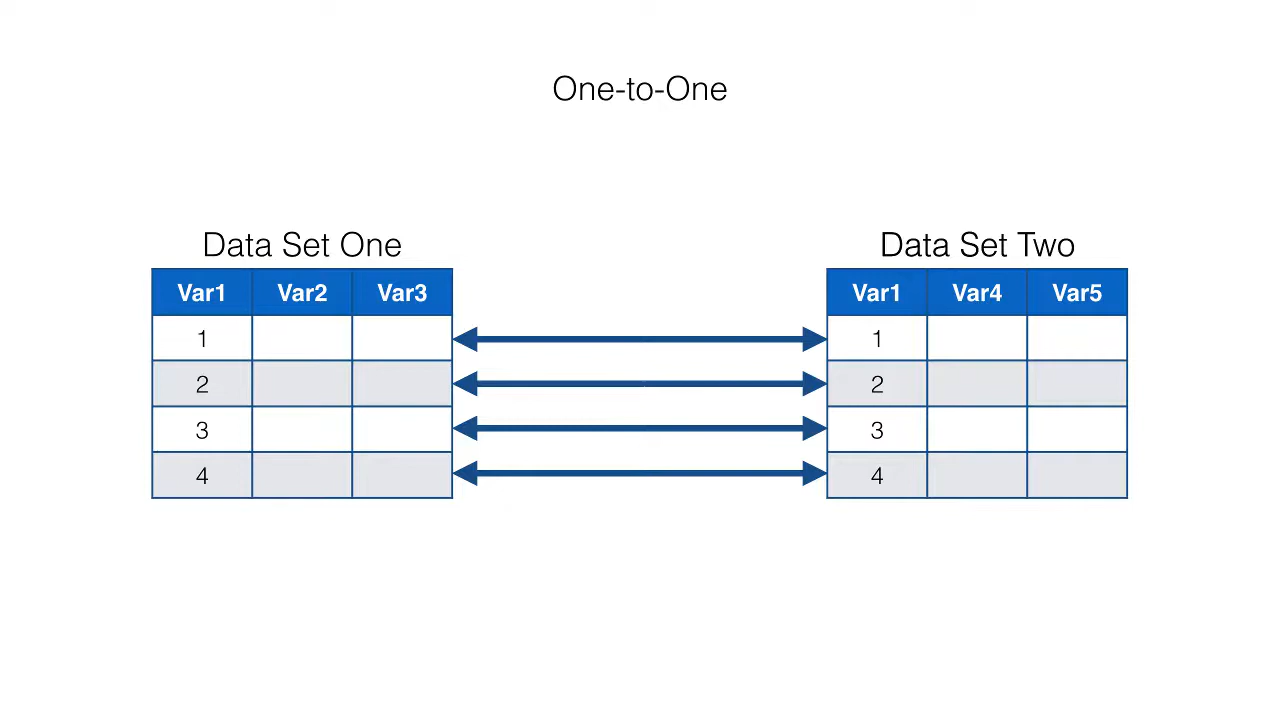 One-to-One
Data Set One
Var1 Var2 Var3
1
2
3
4
Data Set Two
Var1 Var4 Var5
1
2
3
4